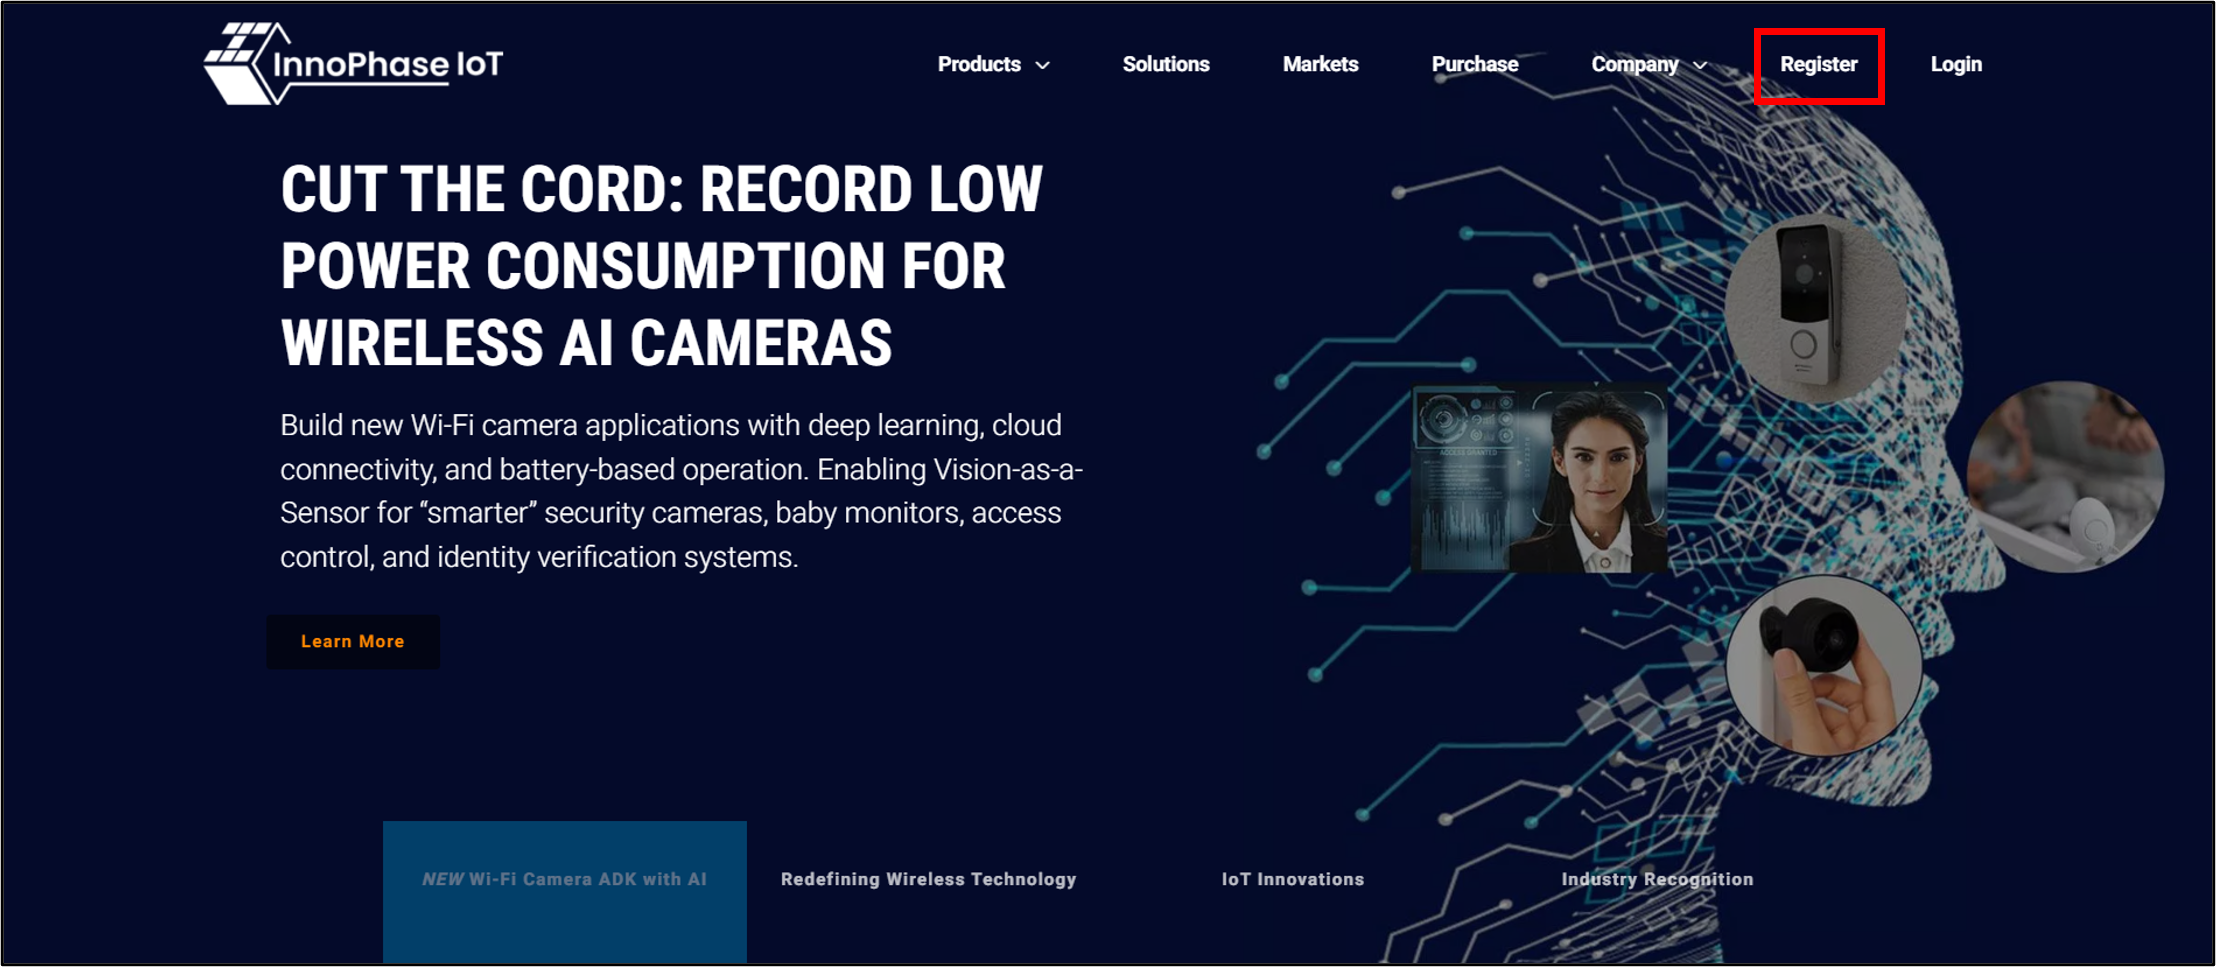 InnoPhase IoT
Products
Solutions
Markets
Purchase
Company
Register
Login
CUT THE CORD: RECORD LOW
POWER CONSUMPTION FOR
WIRELESS AI CAMERAS
Build new Wi-Fi camera applications with deep learning, cloud
connectivity, and battery-based operation. Enabling Vision-as-a-
Sensor for “smarter” security cameras, baby monitors, access
control, and identity verification systems.
ACCESS GRANTED
Learn More
NEW Wi-Fi Camera ADK with AI
Redefining Wireless Technology
IoT Innovations
Industry Recognition